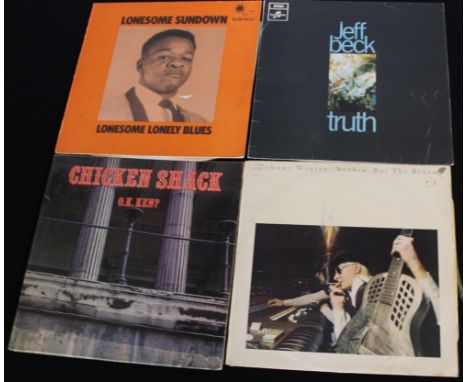 LONESOME SUNDOWN
LONESOME LONELY BLUES
jeff
beck
truth
CHICKEN SHACK
O.K. KEN?
Johnny Winter Nothin' But The Blues